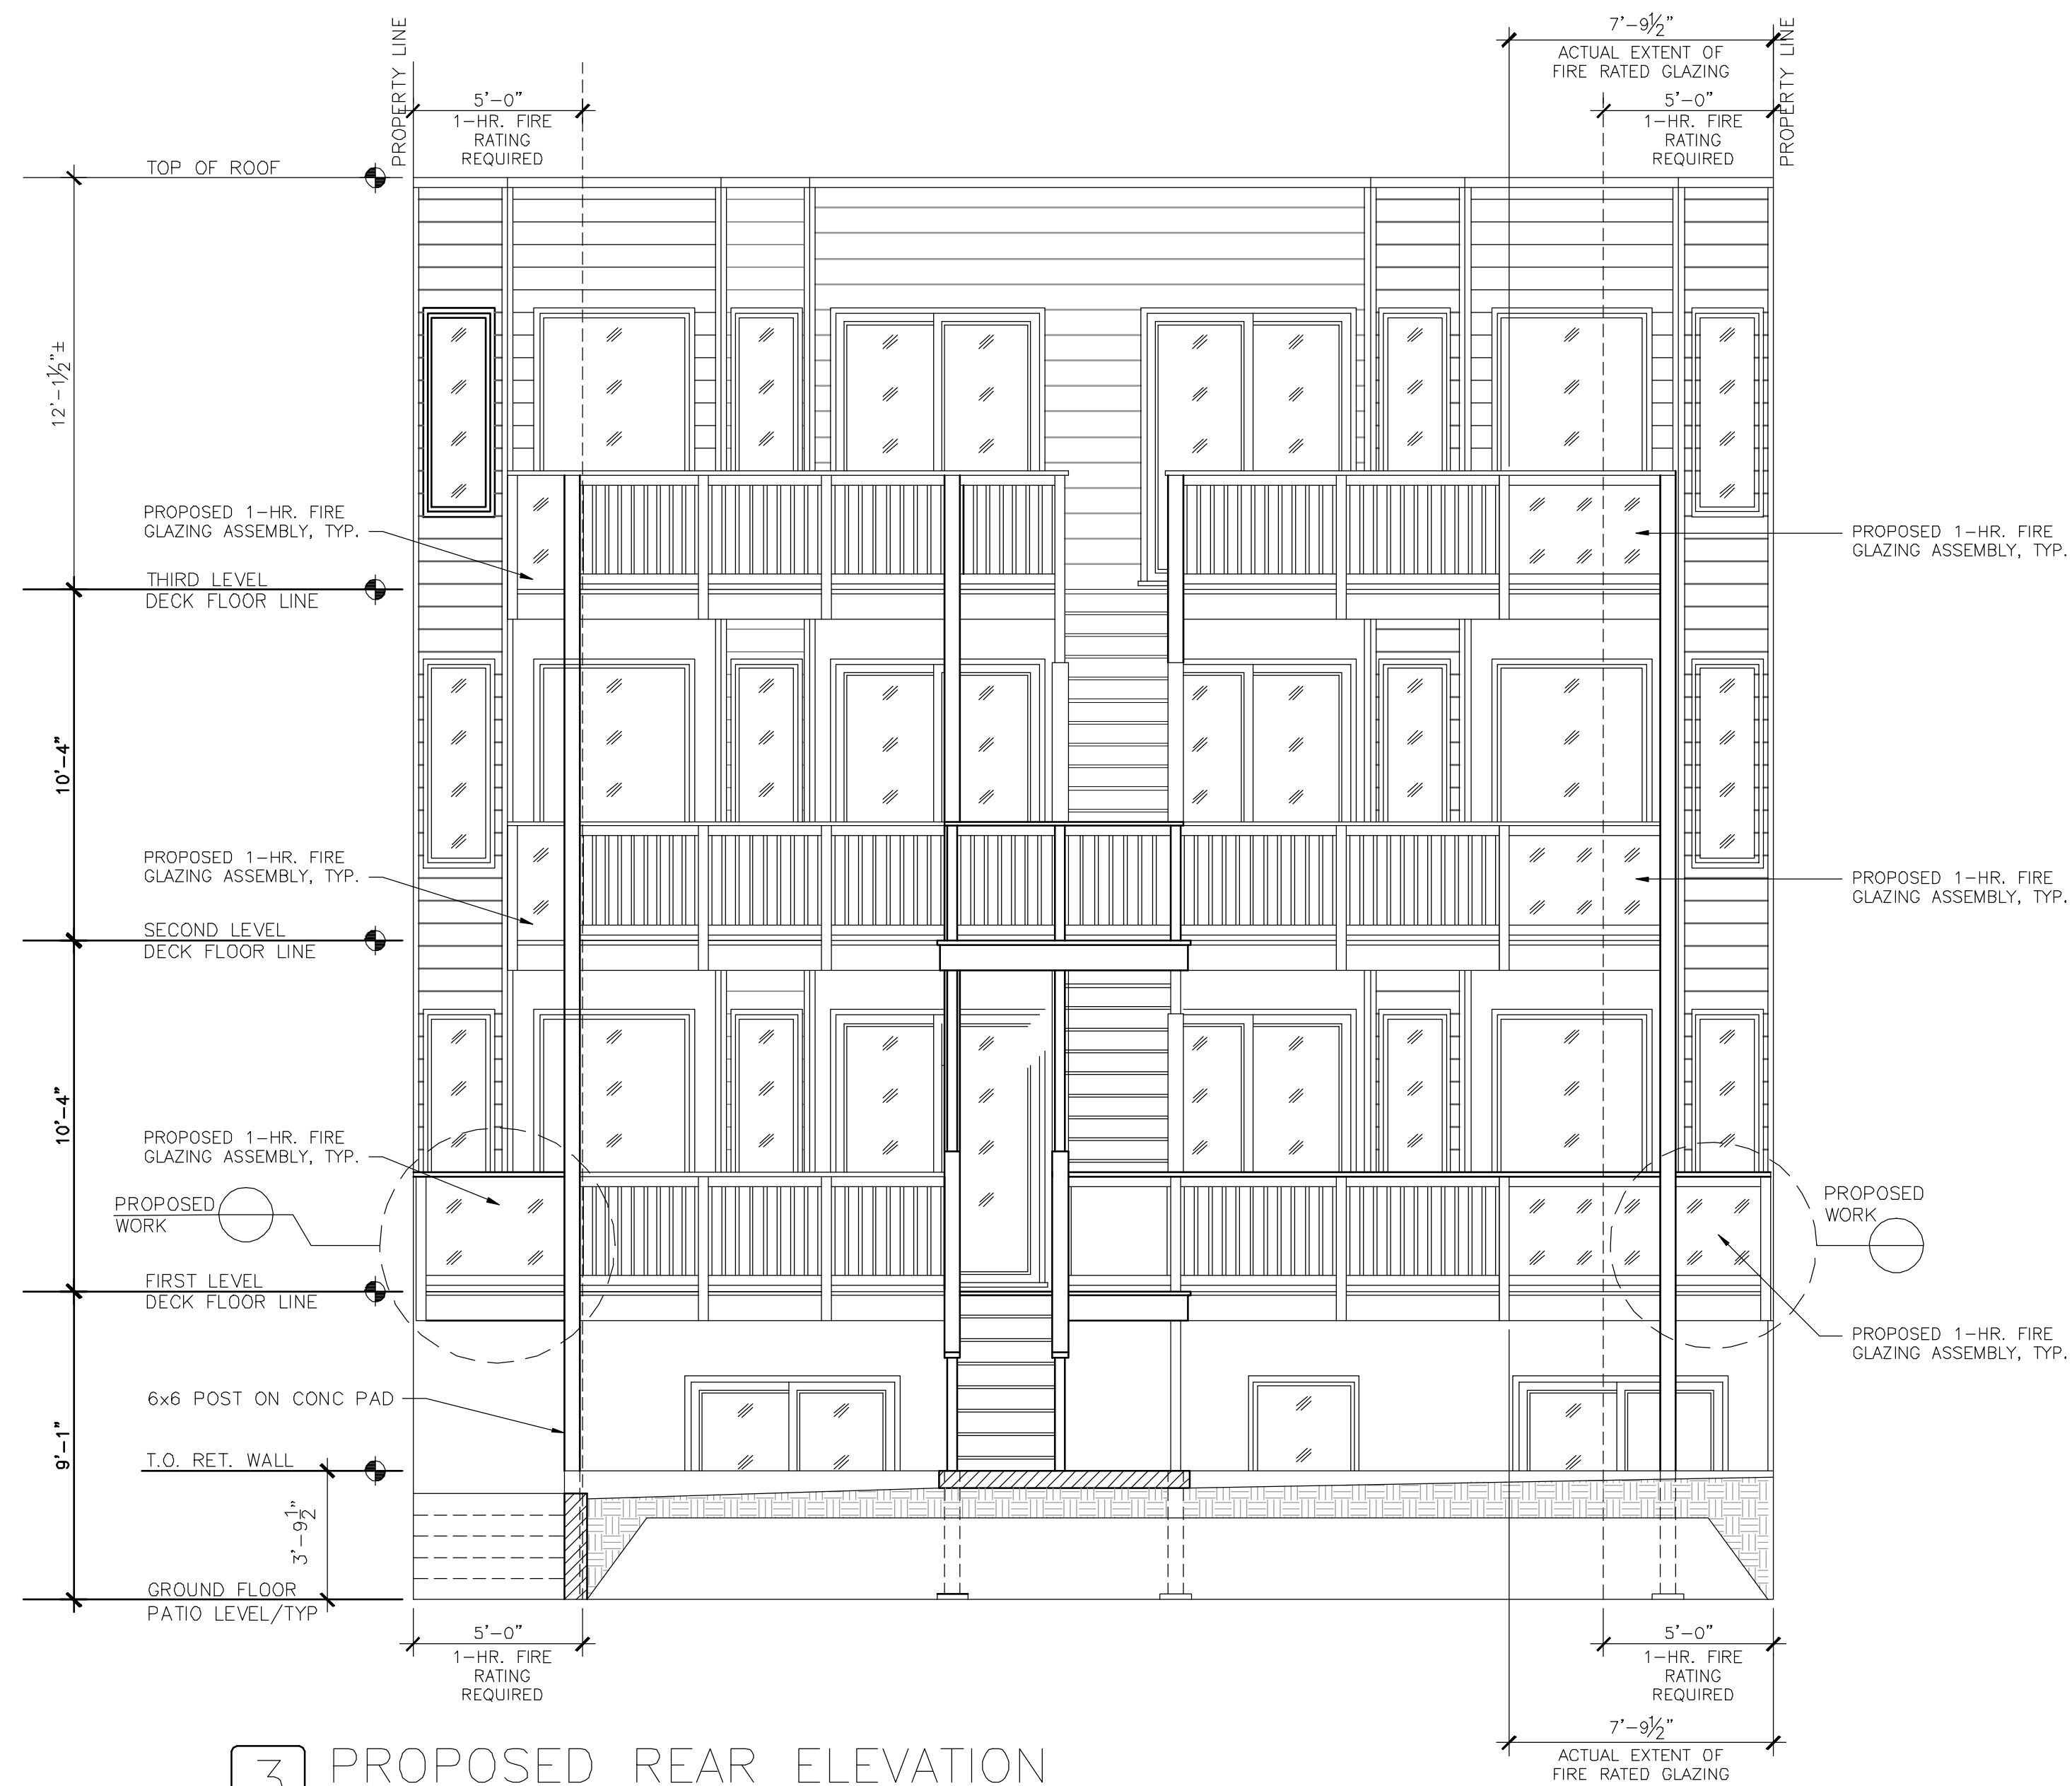 PROPERTY LINE
5'-0"
1-HR. FIRE
RATING
REQUIRED
7'-9½"
ACTUAL EXTENT OF
FIRE RATED GLAZING
5'-0"
1-HR. FIRE
RATING
REQUIRED
PROPERTY LINE
TOP OF ROOF
12'-1½"±
PROPOSED 1-HR. FIRE
GLAZING ASSEMBLY, TYP.
PROPOSED 1-HR. FIRE
GLAZING ASSEMBLY, TYP.
THIRD LEVEL
DECK FLOOR LINE
10'-4"
PROPOSED 1-HR. FIRE
GLAZING ASSEMBLY, TYP.
PROPOSED 1-HR. FIRE
GLAZING ASSEMBLY, TYP.
SECOND LEVEL
DECK FLOOR LINE
10'-4"
PROPOSED 1-HR. FIRE
GLAZING ASSEMBLY, TYP.
PROPOSED
WORK
PROPOSED
WORK
FIRST LEVEL
DECK FLOOR LINE
PROPOSED 1-HR. FIRE
GLAZING ASSEMBLY, TYP.
6x6 POST ON CONC PAD
9'-1"
T.O. RET. WALL
3'-9½"
GROUND FLOOR
PATIO LEVEL/TYP
5'-0"
1-HR. FIRE
RATING
REQUIRED
5'-0"
1-HR. FIRE
RATING
REQUIRED
7'-9½"
ACTUAL EXTENT OF
FIRE RATED GLAZING
3 PROPOSED REAR ELEVATION